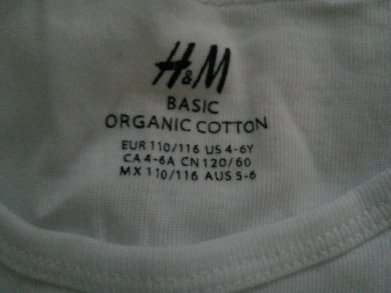 H&M
BASIC
ORGANIC COTTON
EUR 110/116 US 4-6Y
CA 4-6A CN 120/60
MX 110/116 AUS 5-6